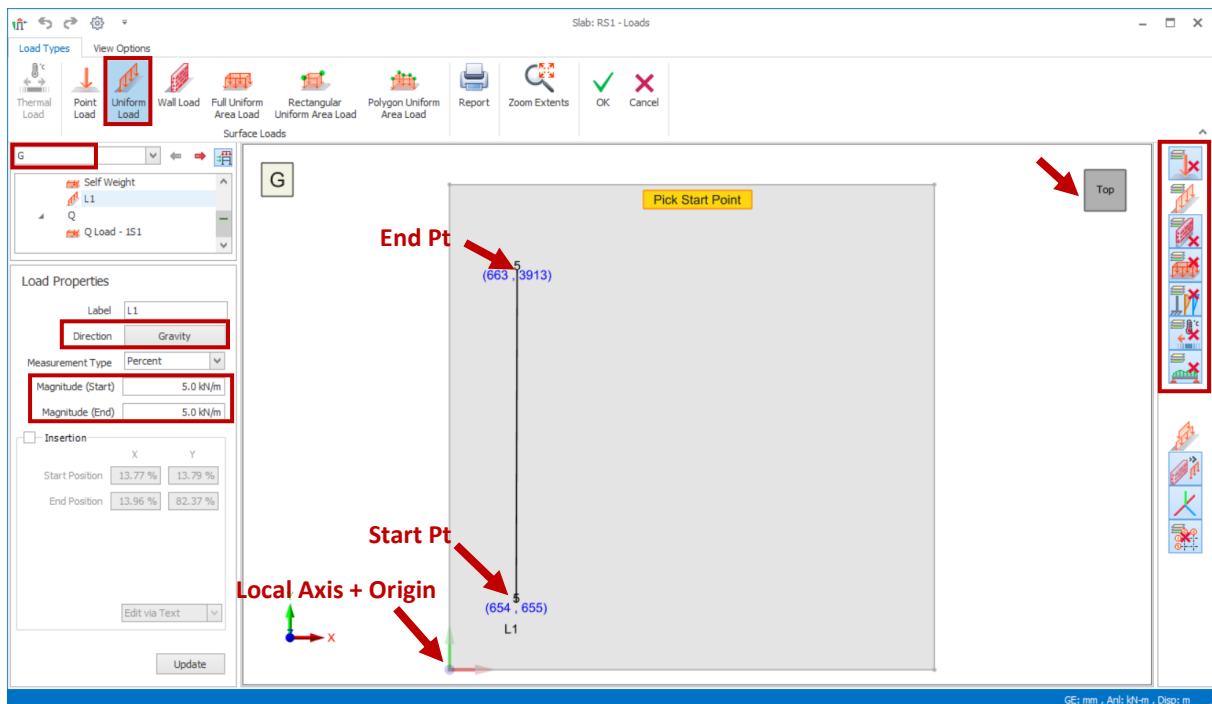 Slab: RS1 - Loads
Load Types View Options
Thermal Load
Point Load
Uniform Load
Wall Load
Full Uniform Area Load
Rectangular Uniform Area Load
Polygon Uniform Area Load
Report
Zoom Extents
OK
Cancel
Surface Loads
G
Self Weight
L1
Q
Q Load - 1S1
Load Properties
Label L1
Direction Gravity
Measurement Type Percent
Magnitude (Start) 5.0 kN/m
Magnitude (End) 5.0 kN/m
Insertion
X Y
Start Position 13.77 % 13.79 %
End Position 13.96 % 82.37 %
Edit via Text
Update
G
Top
Pick Start Point
End Pt
5
(663 , 3913)
Start Pt
5
(654 , 655)
L1
Local Axis + Origin
X
GE: mm , Anl: kN-m , Disp: m